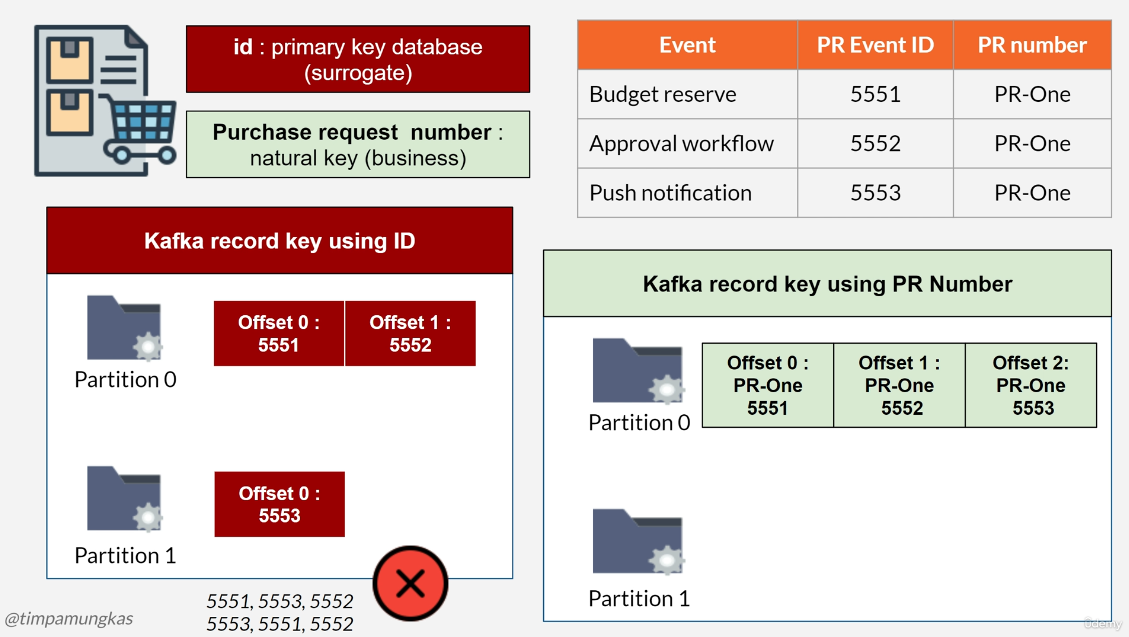 id : primary key database
(surrogate)
Purchase request number :
natural key (business)
Event PR Event ID PR number
Budget reserve 5551 PR-One
Approval workflow 5552 PR-One
Push notification 5553 PR-One
Kafka record key using ID
Offset 0 :
5551
Offset 1 :
5552
Partition 0
Offset 0 :
5553
Partition 1
5551, 5553, 5552
5553, 5551, 5552
Kafka record key using PR Number
Offset 0 :
PR-One
5551
Offset 1 :
PR-One
5552
Offset 2:
PR-One
5553
Partition 0
Partition 1
@timpamungkas
ûdemy